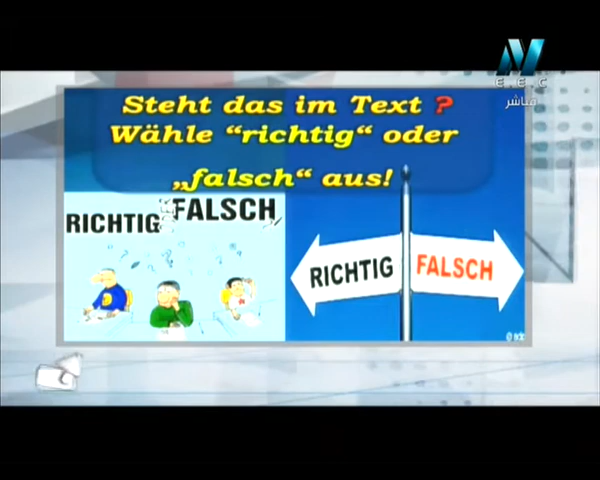 E.E.C
مباشر
Steht das im Text ?
Wähle “richtig“ oder
„falsch“ aus!
RICHTIG FALSCH
RICHTIG FALSCH